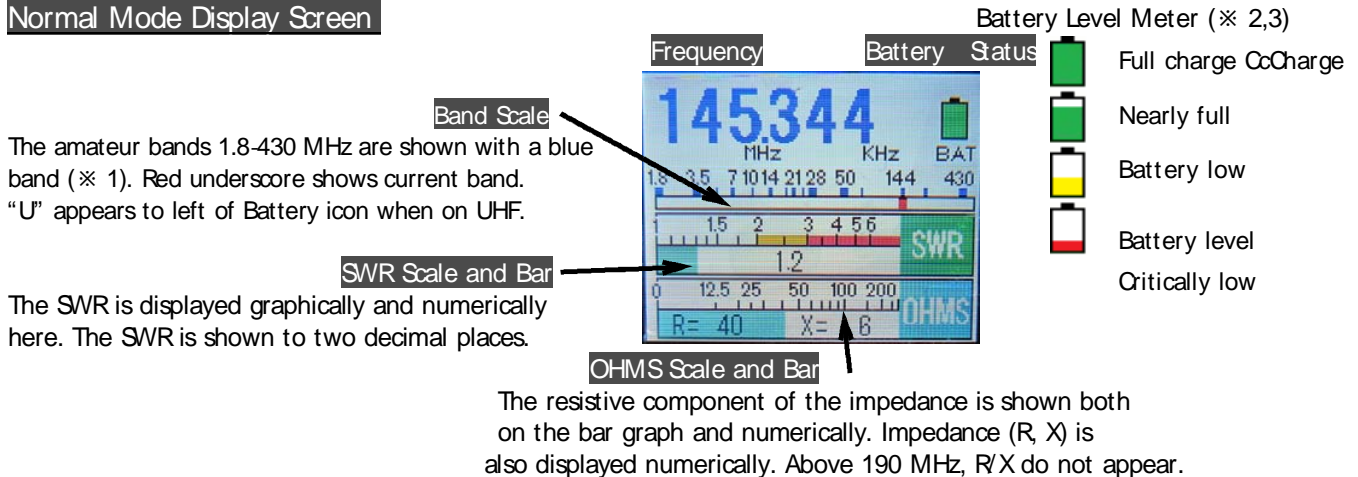 Normal Mode Display Screen
Battery Level Meter (※ 2,3)
Frequency
Battery Status
Full charge CcCharge
Nearly full
Battery low
Battery level
Critically low
145.344
MHz KHz BAT
Band Scale
The amateur bands 1.8-430 MHz are shown with a blue
band (※ 1). Red underscore shows current band.
“U” appears to left of Battery icon when on UHF.
1.8 3.5 7 10 14 21 28 50 144 430
1 1.5 2 3 4 5 6
SWR
1.2
SWR Scale and Bar
The SWR is displayed graphically and numerically
here. The SWR is shown to two decimal places.
0 12.5 25 50 100 200
OHMS
R= 40 X= 6
OHMS Scale and Bar
The resistive component of the impedance is shown both
on the bar graph and numerically. Impedance (R, X) is
also displayed numerically. Above 190 MHz, R/X do not appear.